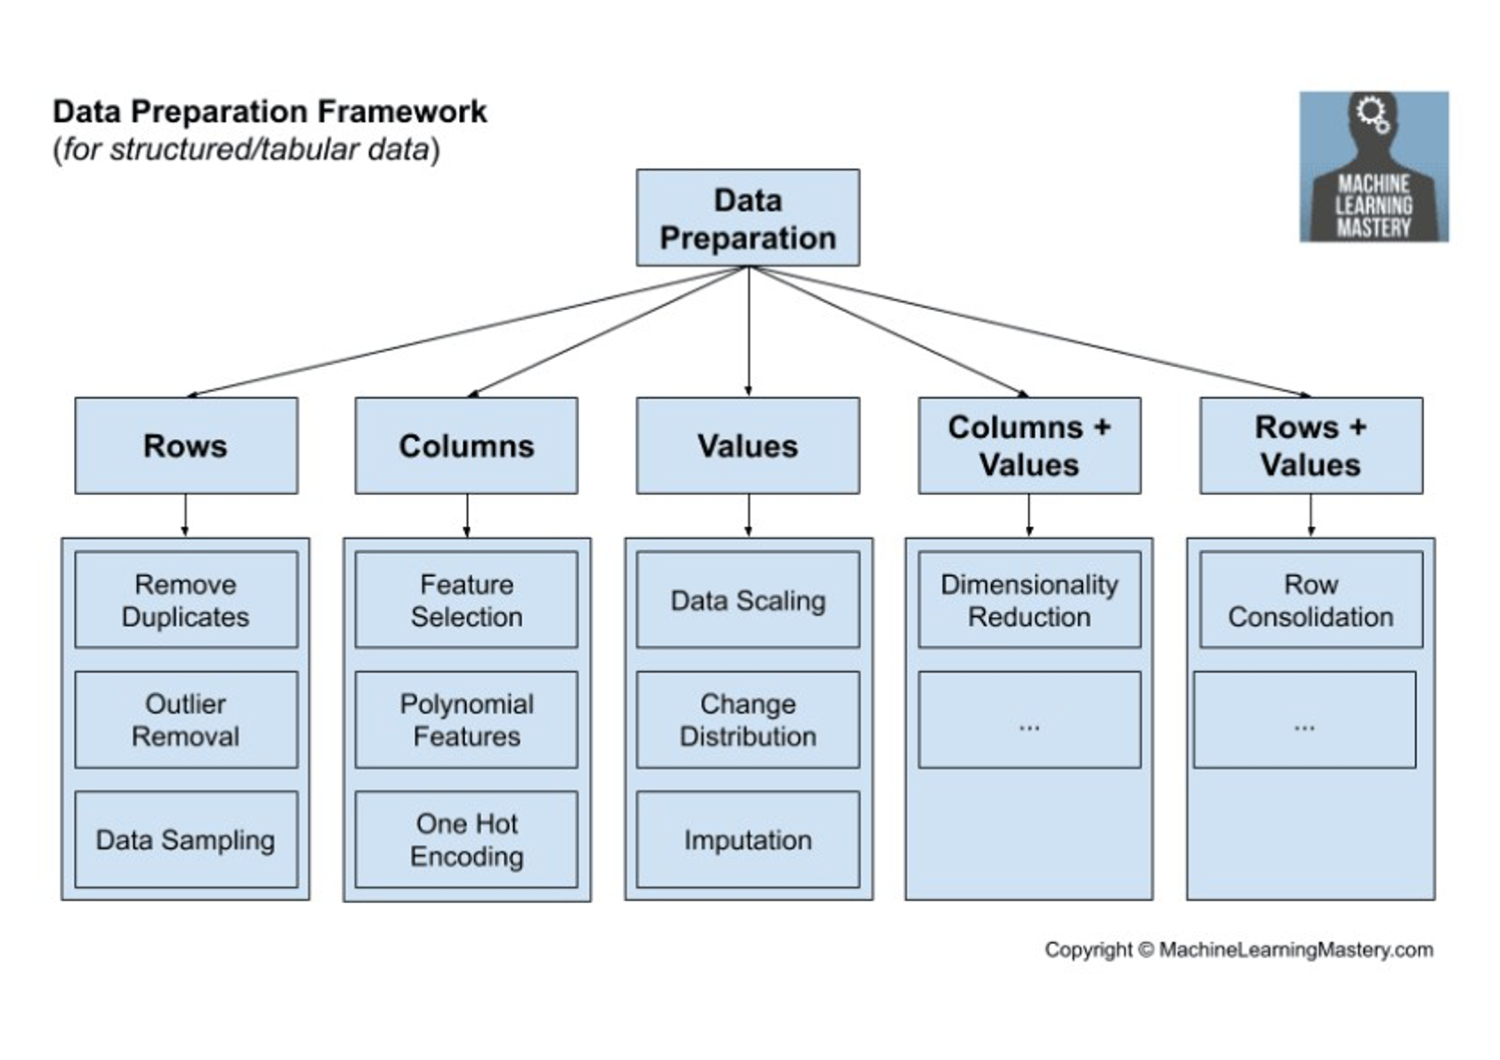 Data Preparation Framework
(for structured/tabular data)
MACHINE
LEARNING
MASTERY
Data
Preparation
Rows
Columns
Values
Columns +
Values
Rows +
Values
Remove
Duplicates
Outlier
Removal
Data Sampling
Feature
Selection
Polynomial
Features
One Hot
Encoding
Data Scaling
Change
Distribution
Imputation
Dimensionality
Reduction
...
Row
Consolidation
...
Copyright © MachineLearningMastery.com